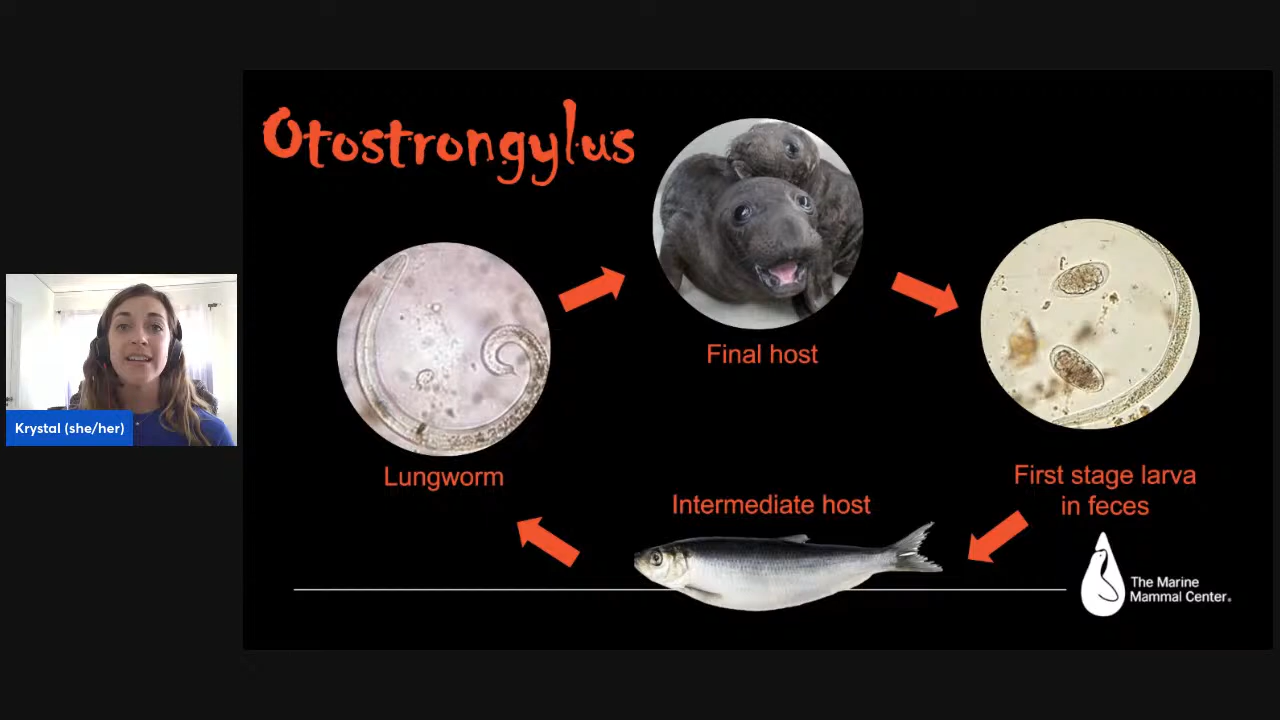 Otostrongylus
Final host
Lungworm
First stage larva
in feces
Intermediate host
The Marine
Mammal Center.
Krystal (she/her)